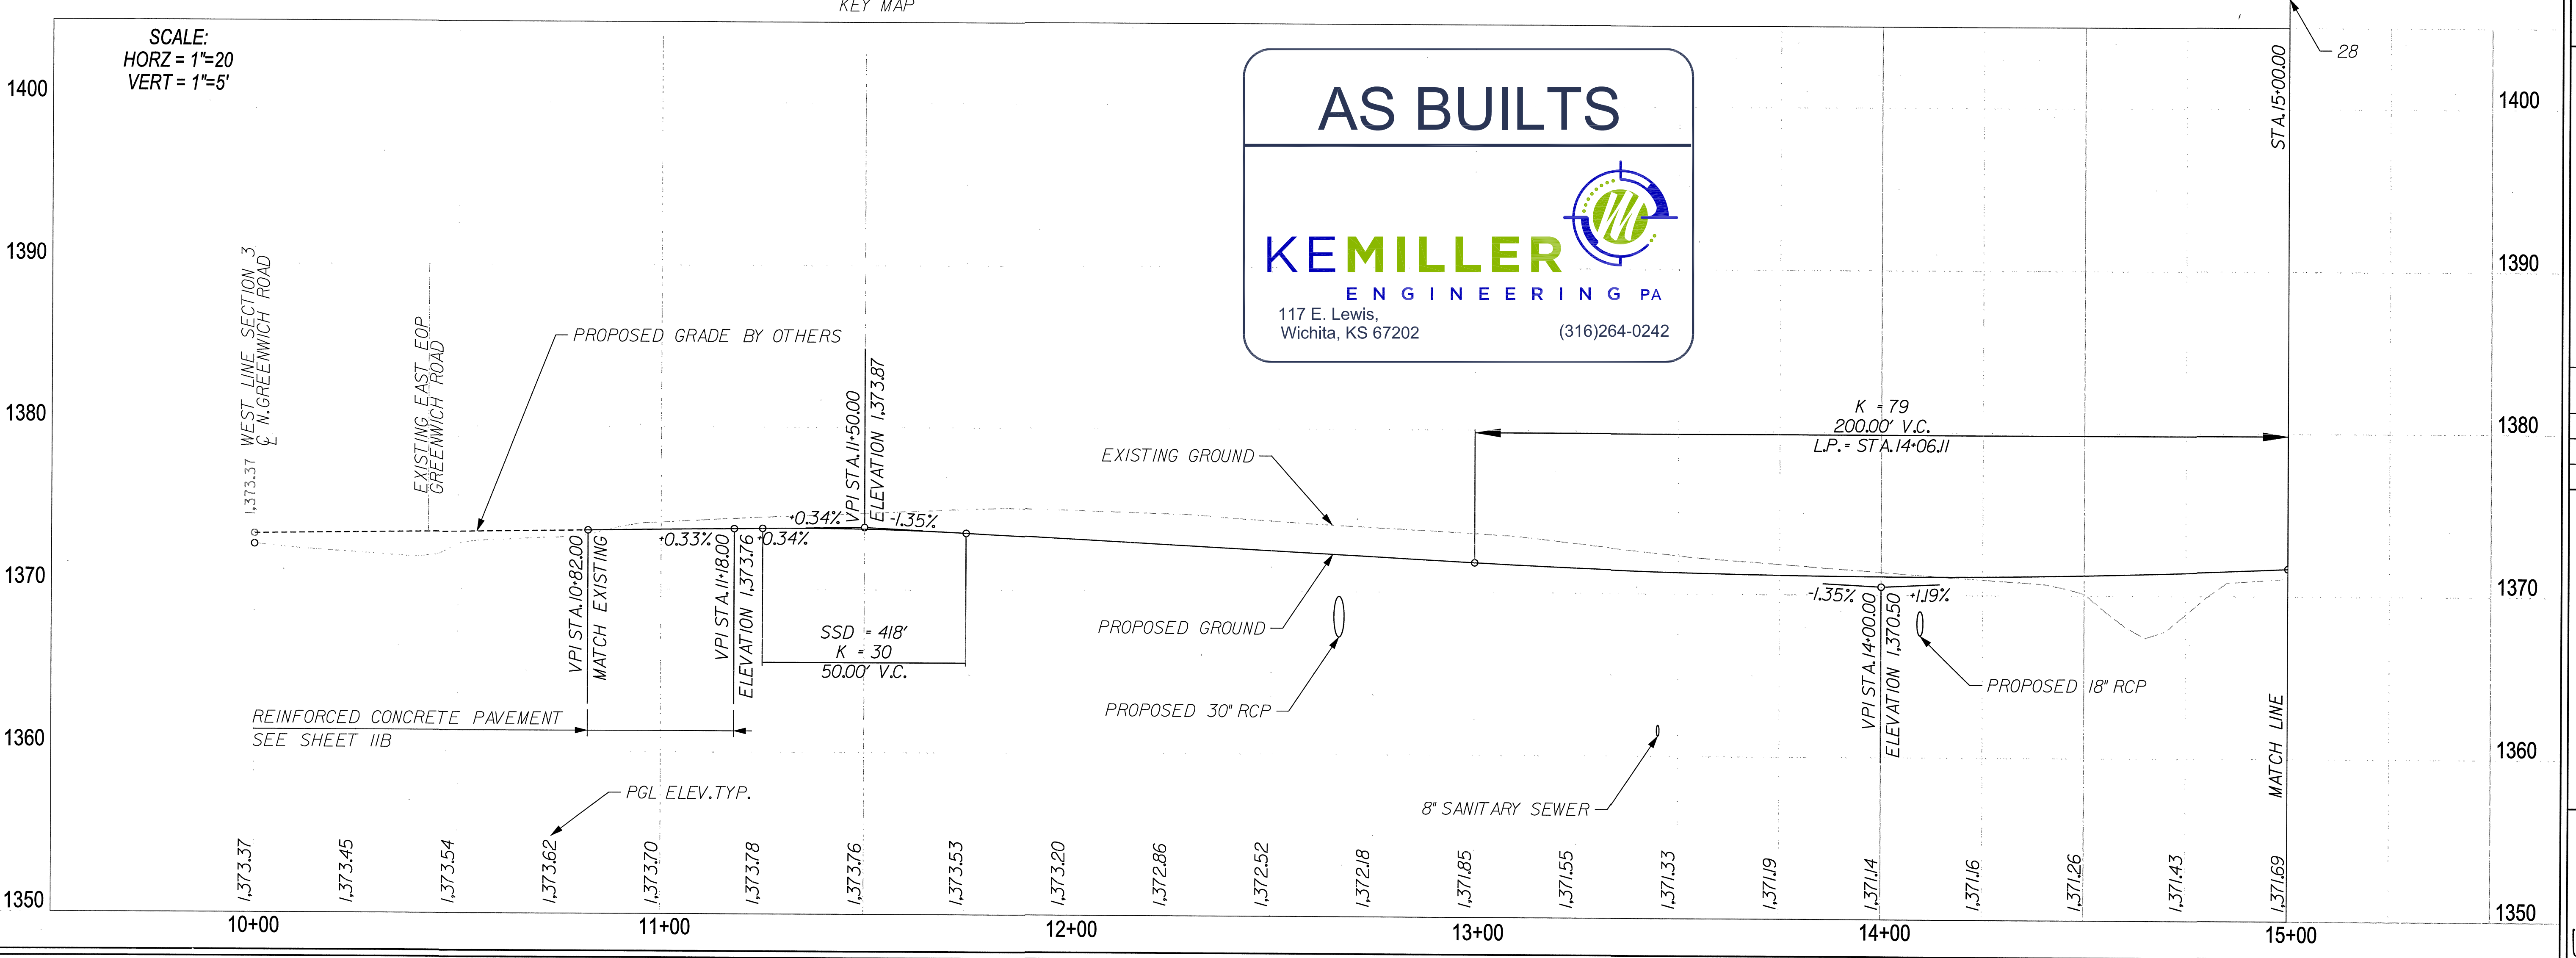 KEY MAP
SCALE:
HORZ = 1"=20
VERT = 1"=5'
1400
1390
1380
1370
1360
1350
1400
1390
1380
1370
1360
1350
28
STA.15+00.00
MATCH LINE
AS BUILTS
KEMILLER
ENGINEERING PA
117 E. Lewis,
Wichita, KS 67202
(316)264-0242
1,373.37 WEST LINE SECTION 3
℄ N.GREENWICH ROAD
EXISTING EAST EOP
GREENWICH ROAD
PROPOSED GRADE BY OTHERS
VPI STA.11+50.00
ELEVATION 1,373.87
+0.34%
-1.35%
+0.33%
+0.34%
VPI STA.10+82.00
MATCH EXISTING
VPI STA.11+18.00
ELEVATION 1,373.76
SSD = 418'
K = 30
50.00' V.C.
EXISTING GROUND
PROPOSED GROUND
PROPOSED 30" RCP
K = 79
200.00' V.C.
L.P.= STA.14+06.11
-1.35%
+1.19%
VPI STA.14+00.00
ELEVATION 1,370.50
PROPOSED 18" RCP
REINFORCED CONCRETE PAVEMENT
SEE SHEET 11B
PGL ELEV.TYP.
8" SANITARY SEWER
1,373.37
1,373.45
1,373.54
1,373.62
1,373.70
1,373.78
1,373.76
1,373.53
1,373.20
1,372.86
1,372.52
1,372.18
1,371.85
1,371.55
1,371.33
1,371.19
1,371.14
1,371.16
1,371.26
1,371.43
1,371.69
10+00
11+00
12+00
13+00
14+00
15+00